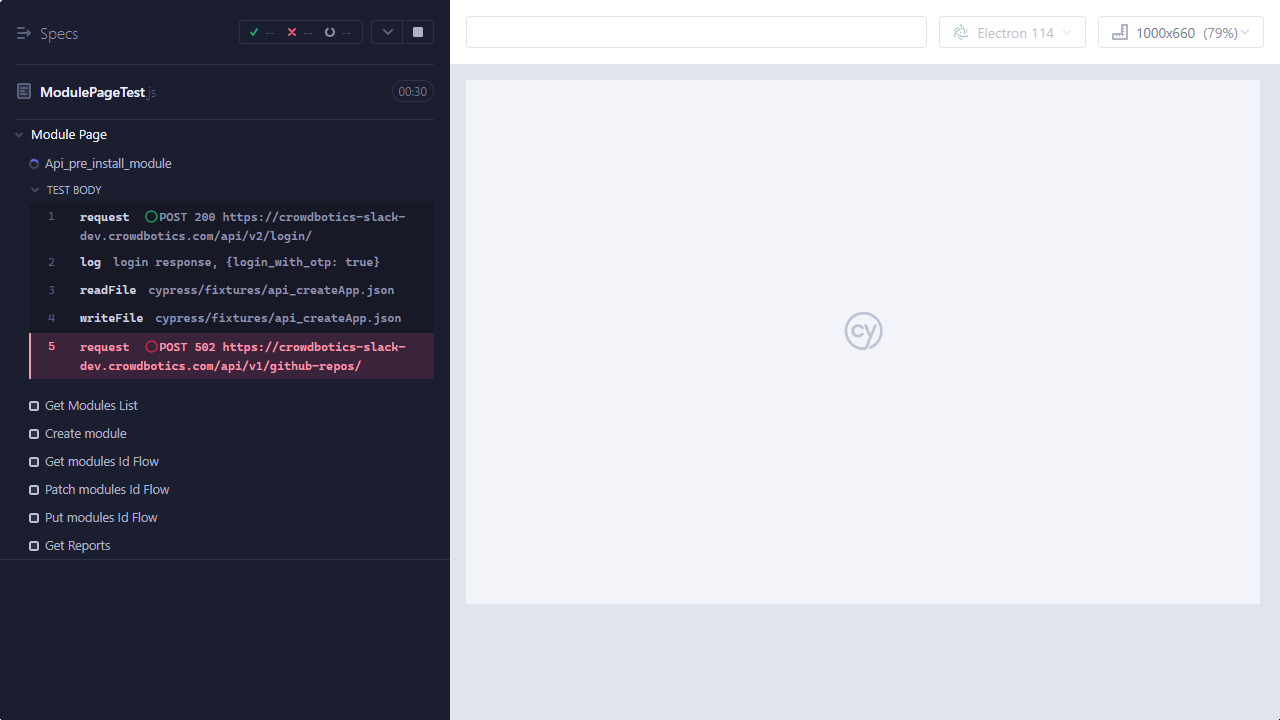 Specs
-- -- --
ModulePageTest.js
00:30
Module Page
Api_pre_install_module
TEST BODY
1 request POST 200 https://crowdbotics-slack-
dev.crowdbotics.com/api/v2/login/
2 log login response, {login_with_otp: true}
3 readFile cypress/fixtures/api_createApp.json
4 writeFile cypress/fixtures/api_createApp.json
5 request POST 502 https://crowdbotics-slack-
dev.crowdbotics.com/api/v1/github-repos/
Get Modules List
Create module
Get modules Id Flow
Patch modules Id Flow
Put modules Id Flow
Get Reports
Electron 114
1000x660 (79%)
cy